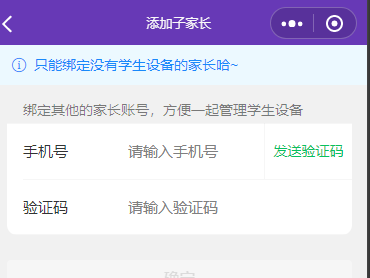 添加子家长
只能绑定没有学生设备的家长哈~
绑定其他的家长账号，方便一起管理学生设备
手机号 请输入手机号 发送验证码
验证码 请输入验证码
确定